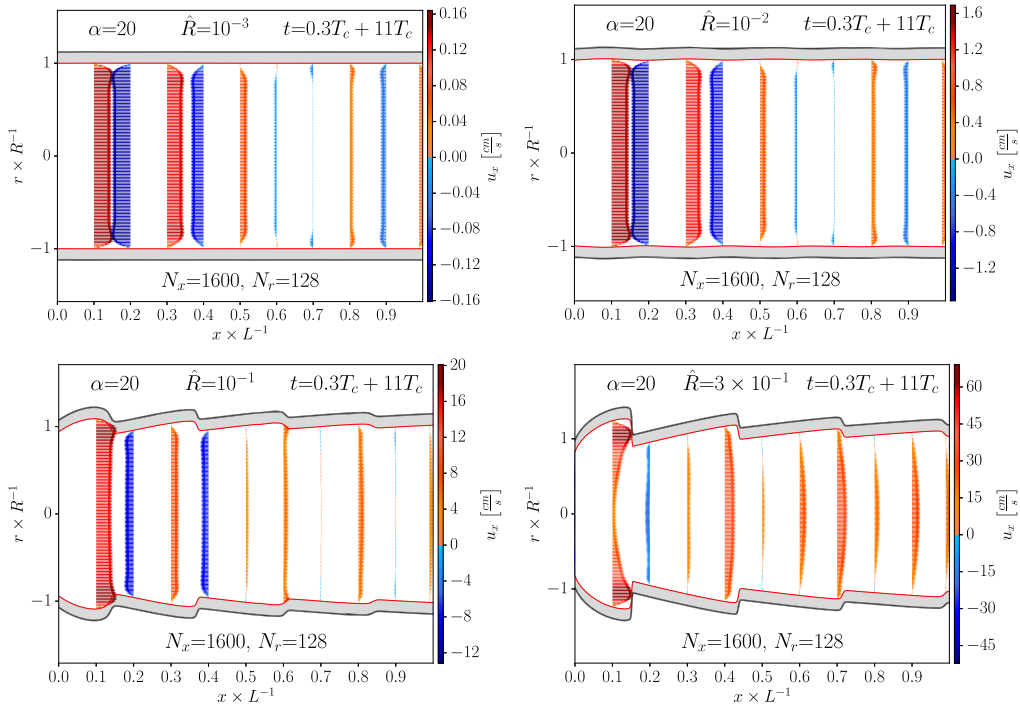 α=20 R̂=10⁻³ t=0.3T_c + 11T_c
1
0
−1
r × R⁻¹
N_x=1600, N_r=128
0.0 0.1 0.2 0.3 0.4 0.5 0.6 0.7 0.8 0.9
x × L⁻¹
0.16
0.12
0.08
0.04
0.00
−0.04
−0.08
−0.12
−0.16
u_x [cm/s]
α=20 R̂=10⁻² t=0.3T_c + 11T_c
1
0
−1
r × R⁻¹
N_x=1600, N_r=128
0.0 0.1 0.2 0.3 0.4 0.5 0.6 0.7 0.8 0.9
x × L⁻¹
1.6
1.2
0.8
0.4
0.0
−0.4
−0.8
−1.2
u_x [cm/s]
α=20 R̂=10⁻¹ t=0.3T_c + 11T_c
1
0
−1
r × R⁻¹
N_x=1600, N_r=128
0.0 0.1 0.2 0.3 0.4 0.5 0.6 0.7 0.8 0.9
x × L⁻¹
20
16
12
8
4
0
−4
−8
−12
u_x [cm/s]
α=20 R̂=3 × 10⁻¹ t=0.3T_c + 11T_c
1
0
−1
r × R⁻¹
N_x=1600, N_r=128
0.0 0.1 0.2 0.3 0.4 0.5 0.6 0.7 0.8 0.9
x × L⁻¹
60
45
30
15
0
−15
−30
−45
u_x [cm/s]